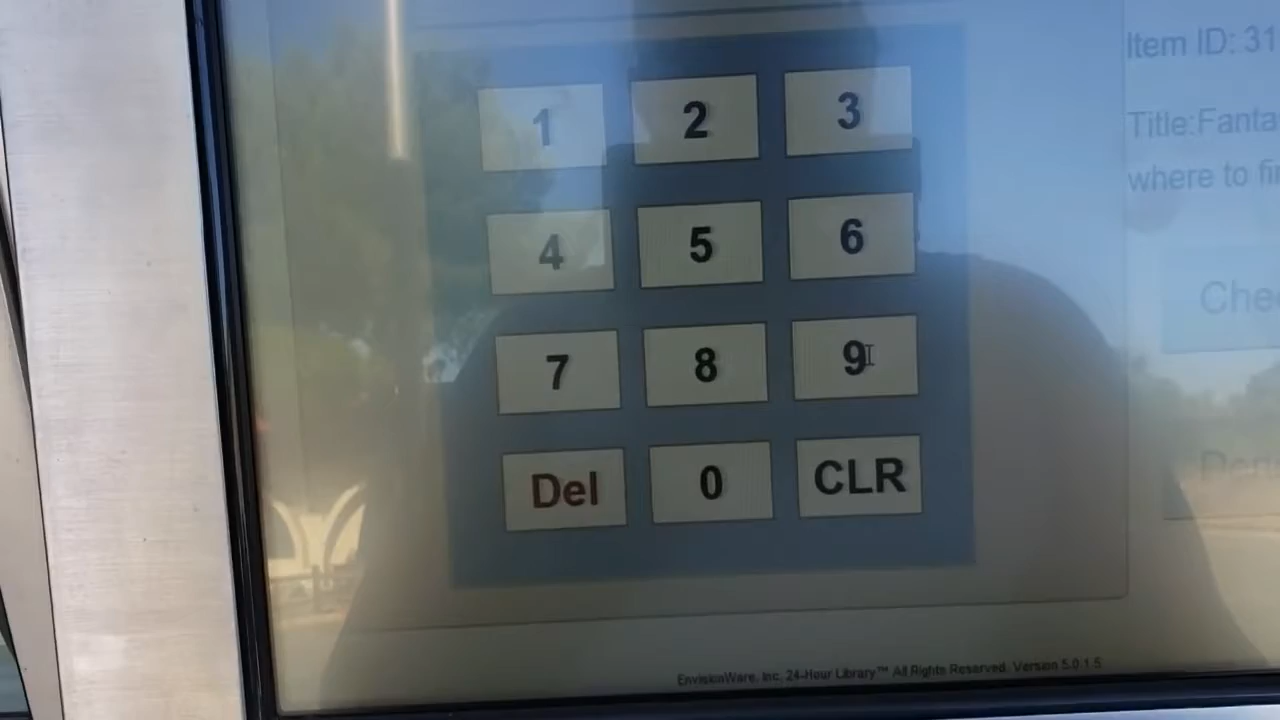 1 2 3
4 5 6
7 8 9
Del 0 CLR
Item ID: 31
Title:Fanta
where to fi
Che
EnvisionWare, Inc. 24-Hour Library™ All Rights Reserved. Version 5.0.1.5